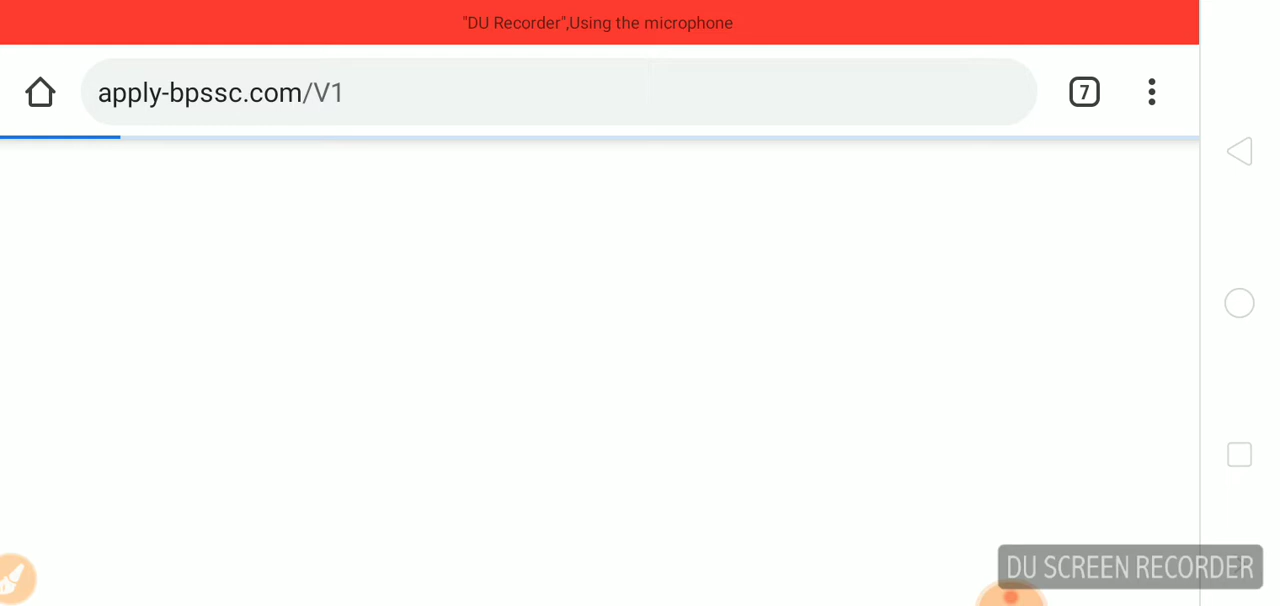 "DU Recorder",Using the microphone
apply-bpssc.com/V1
7
DU SCREEN RECORDER